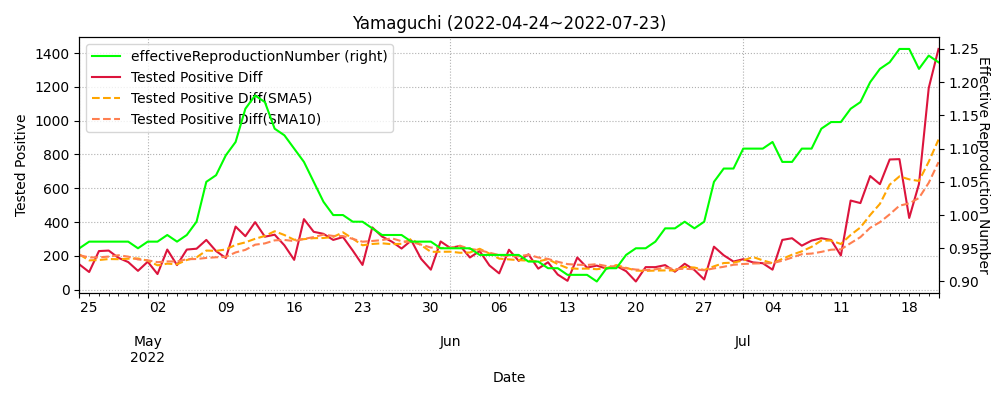 Yamaguchi (2022-04-24~2022-07-23)
effectiveReproductionNumber (right)
Tested Positive Diff
Tested Positive Diff(SMA5)
Tested Positive Diff(SMA10)
Tested Positive
1400
1200
1000
800
600
400
200
0
Effective Reproduction Number
1.25
1.20
1.15
1.10
1.05
1.00
0.95
0.90
25 02 09 16 23 30 06 13 20 27 04 11 18
May Jun Jul
2022
Date